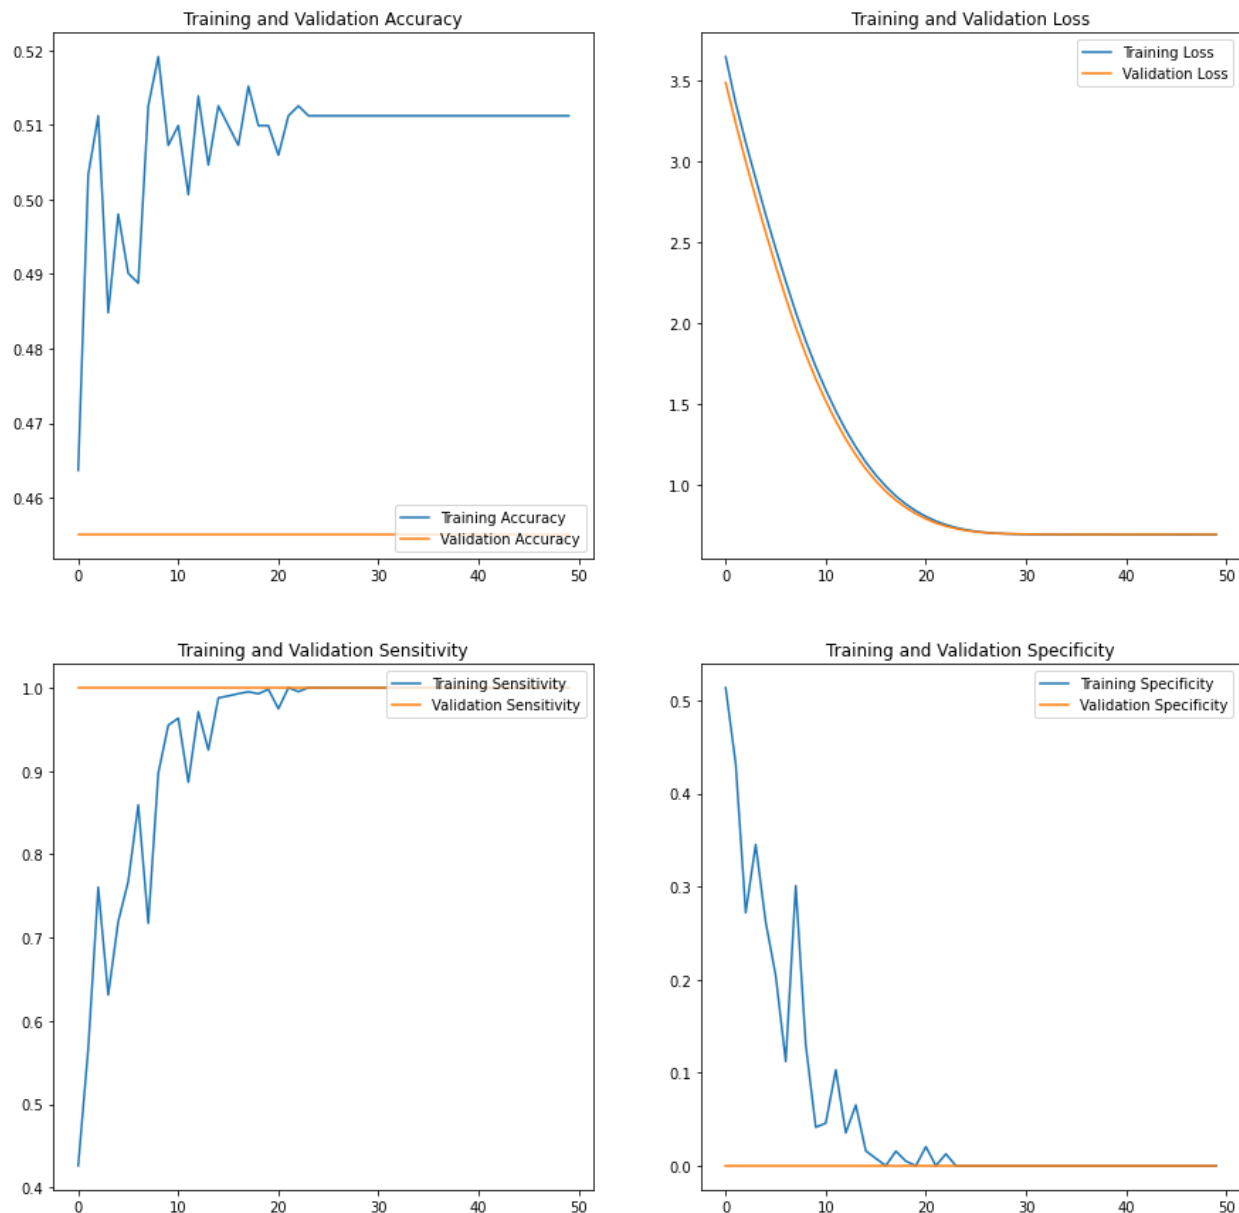 Training and Validation Accuracy
0.52
0.51
0.50
0.49
0.48
0.47
0.46
Training Accuracy
Validation Accuracy
0 10 20 30 40 50
Training and Validation Loss
3.5
3.0
2.5
2.0
1.5
1.0
Training Loss
Validation Loss
0 10 20 30 40 50
Training and Validation Sensitivity
1.0
0.9
0.8
0.7
0.6
0.5
0.4
Training Sensitivity
Validation Sensitivity
0 10 20 30 40 50
Training and Validation Specificity
0.5
0.4
0.3
0.2
0.1
0.0
Training Specificity
Validation Specificity
0 10 20 30 40 50